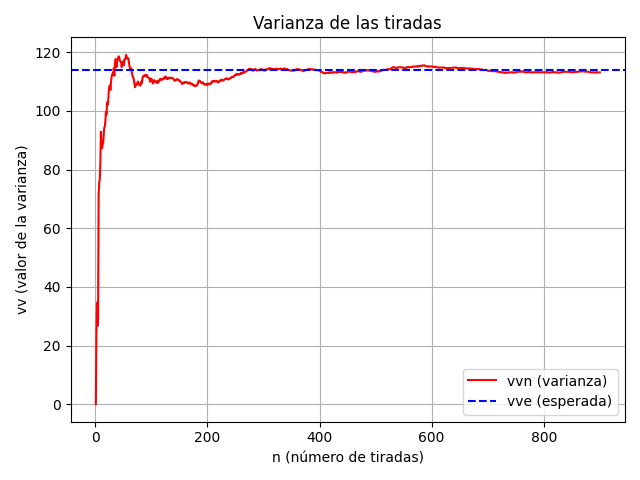 Varianza de las tiradas
vv (valor de la varianza)
120
100
80
60
40
20
0
0 200 400 600 800
n (número de tiradas)
vvn (varianza)
vve (esperada)